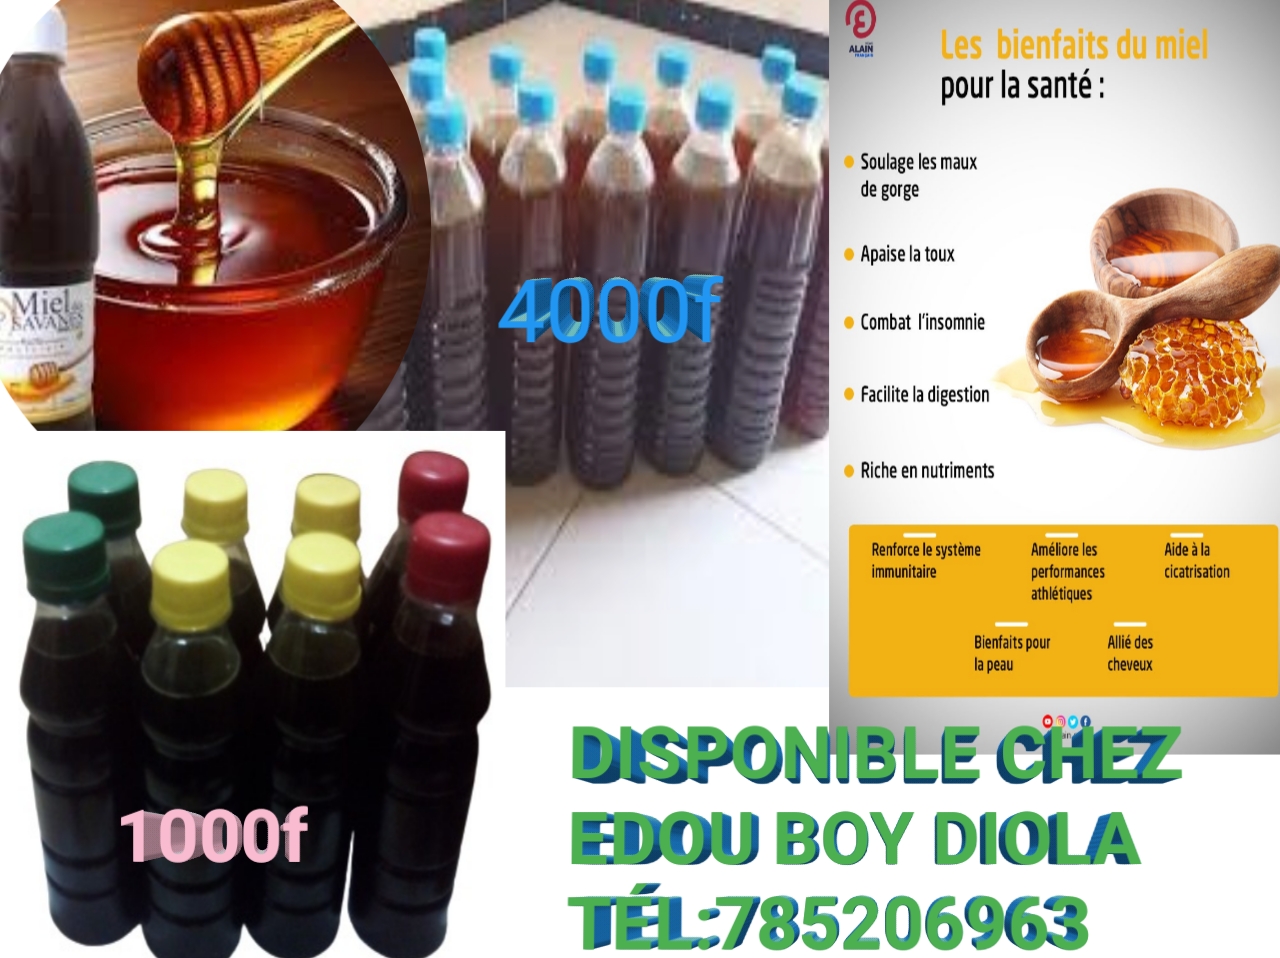 Miel
SAVANE
4000f
1000f
ALAIN
FRANÇAIS
Les bienfaits du miel
pour la santé :
Soulage les maux
de gorge
Apaise la toux
Combat l'insomnie
Facilite la digestion
Riche en nutriments
Renforce le système
immunitaire
Améliore les
performances
athlétiques
Aide à la
cicatrisation
Bienfaits pour
la peau
Allié des
cheveux
DISPONIBLE CHEZ
EDOU BOY DIOLA
TÉL:785206963